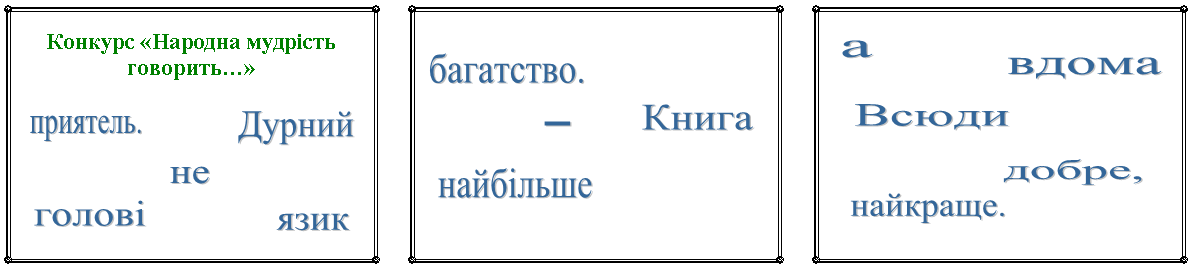 Конкурс «Народна мудрість
говорить…»
приятель. Дурний
не
голові язик
багатство.
– Книга
найбільше
а вдома
Всюди
добре,
найкраще.